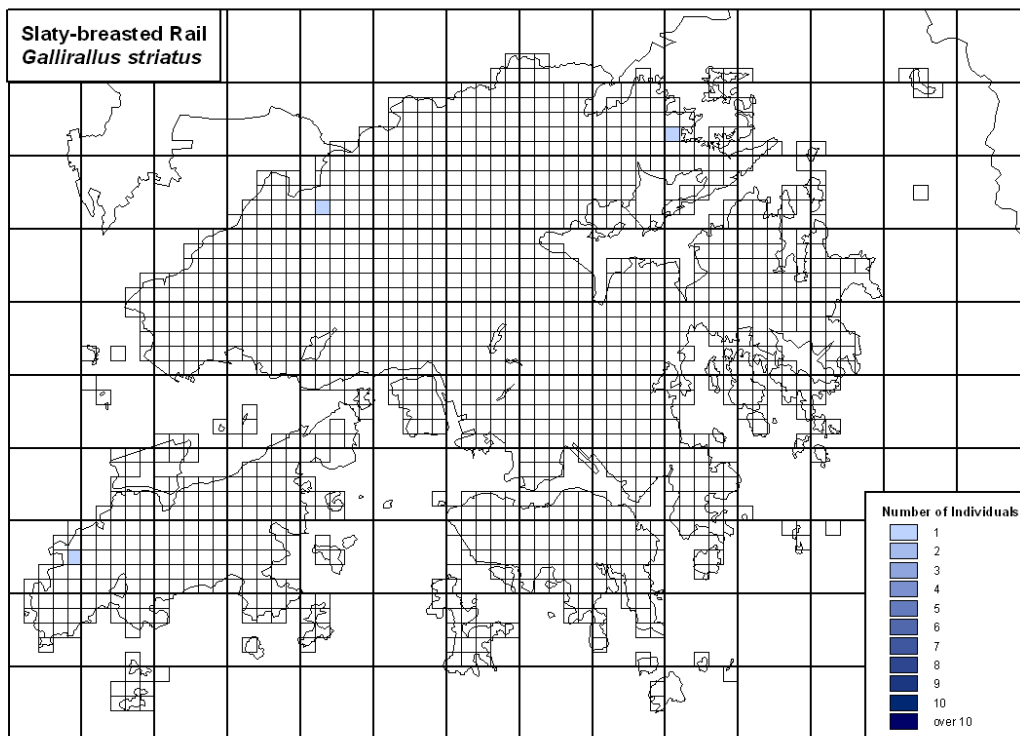 Slaty-breasted Rail
Gallirallus striatus
Number of Individuals
1
2
3
4
5
6
7
8
9
10
over 10